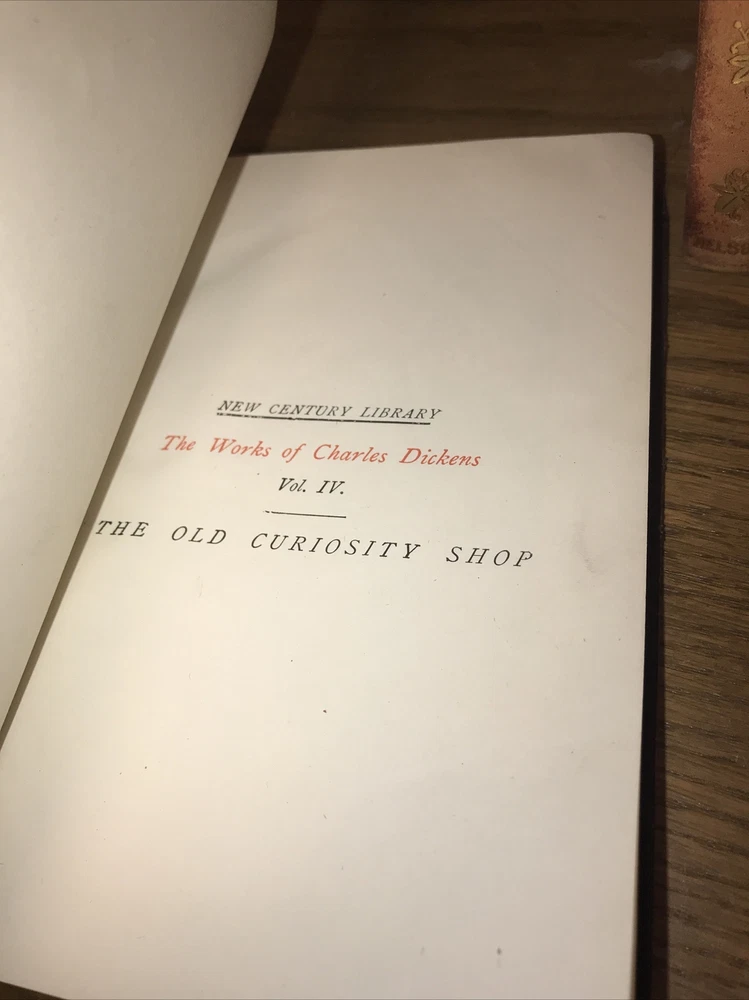 NEW CENTURY LIBRARY
The Works of Charles Dickens
Vol. IV.
THE OLD CURIOSITY SHOP